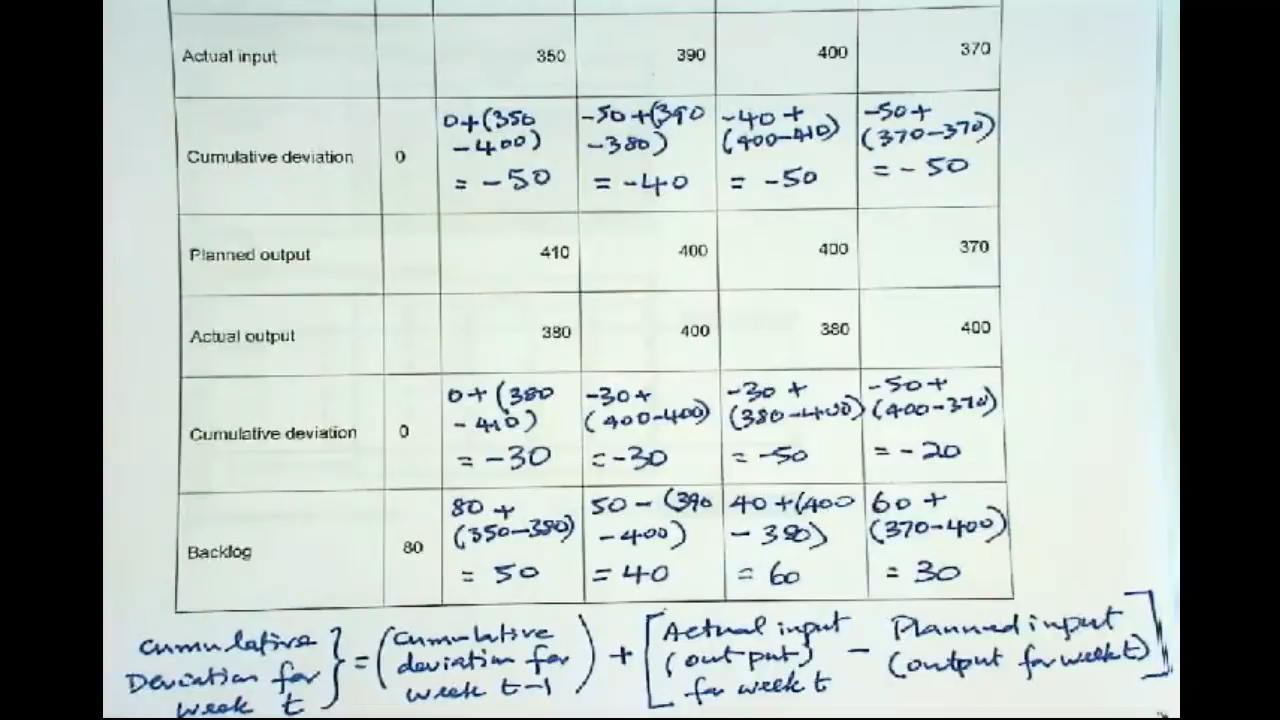 Actual input 350 390 400 370
0+(350 -50+(390 -40+ -50+
-400) -380) (400-410) (370-370)
Cumulative deviation 0
= -50 = -40 = -50 = -50
Planned output 410 400 400 370
Actual output 380 400 380 400
0+(380 -30+ -30+ -50+
-410) (400-400) (380-400) (400-370)
Cumulative deviation 0
= -30 = -30 = -50 = -20
80+ 50-(390 40+(400 60+
(350-380) -400) -380) (370-400)
Backlog 80
= 50 = 40 = 60 = 30
Cumulative } = (Cumulative ) + [Actual input - Planned input ]
Deviation for deviation for (output) (output for week t)
week t week t-1 for week t